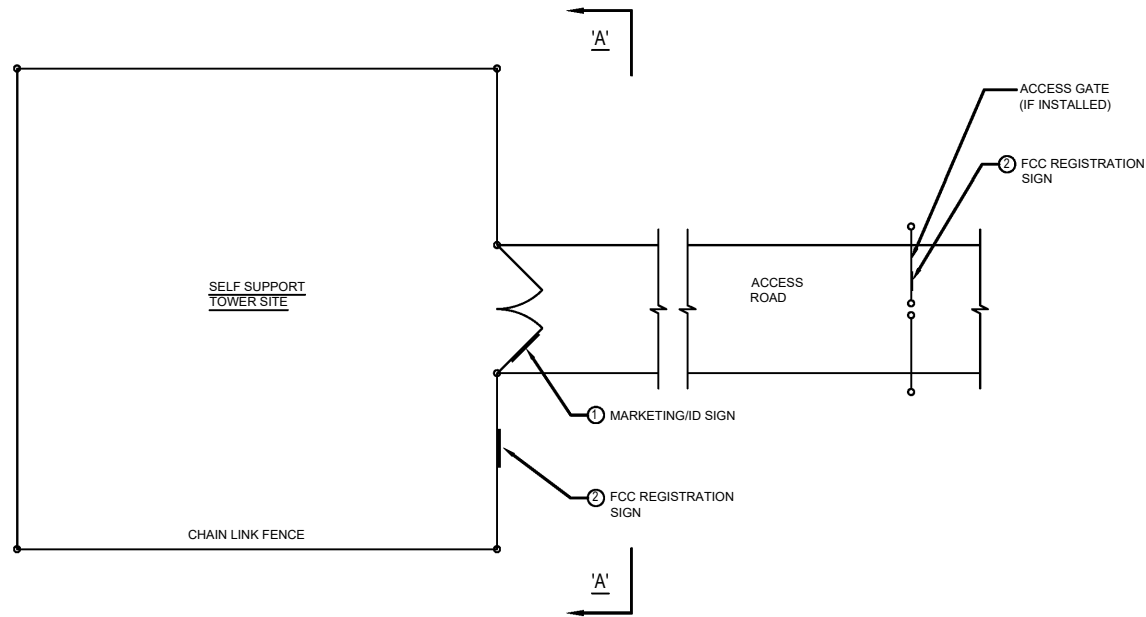 'A'
ACCESS GATE
(IF INSTALLED)
2 FCC REGISTRATION
SIGN
SELF SUPPORT
TOWER SITE
ACCESS
ROAD
1 MARKETING/ID SIGN
2 FCC REGISTRATION
SIGN
CHAIN LINK FENCE
'A'